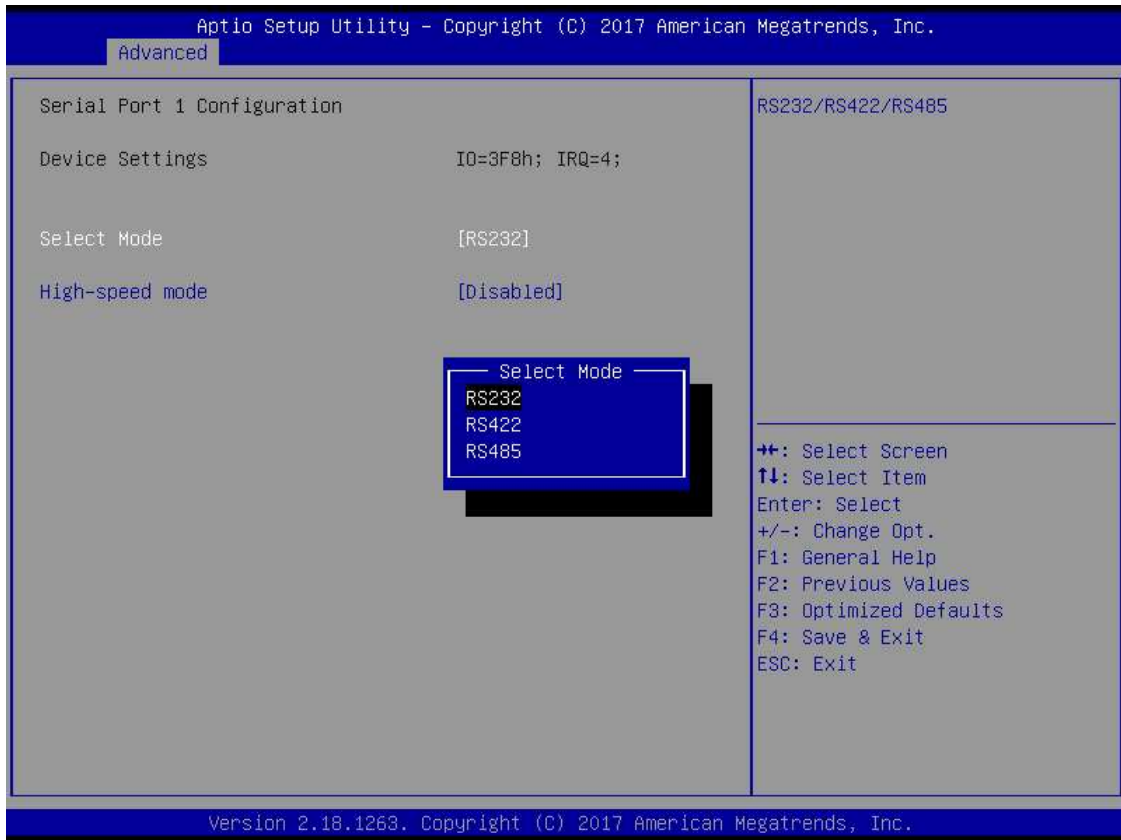 Aptio Setup Utility – Copyright (C) 2017 American Megatrends, Inc.
Advanced
Serial Port 1 Configuration
Device Settings IO=3F8h; IRQ=4;
Select Mode [RS232]
High-speed mode [Disabled]
Select Mode
RS232
RS422
RS485
RS232/RS422/RS485
→←: Select Screen
↑↓: Select Item
Enter: Select
+/-: Change Opt.
F1: General Help
F2: Previous Values
F3: Optimized Defaults
F4: Save & Exit
ESC: Exit
Version 2.18.1263. Copyright (C) 2017 American Megatrends, Inc.